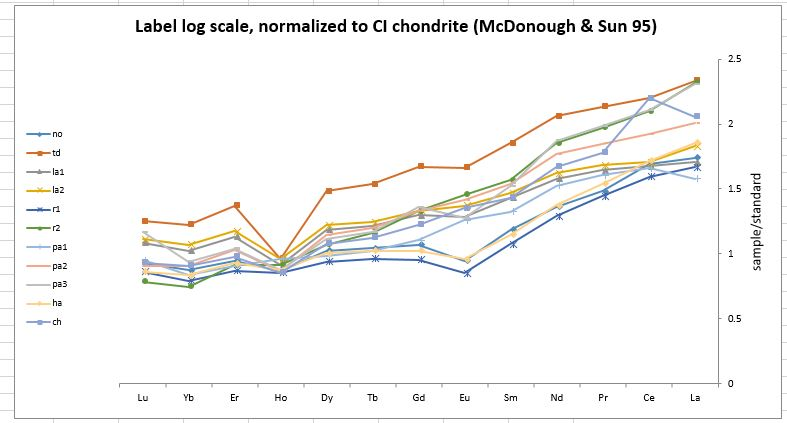 Label log scale, normalized to CI chondrite (McDonough & Sun 95)
no
td
la1
la2
r1
r2
pa1
pa2
pa3
ha
ch
2.5
2
1.5
1
0.5
0
sample/standard
Lu Yb Er Ho Dy Tb Gd Eu Sm Nd Pr Ce La